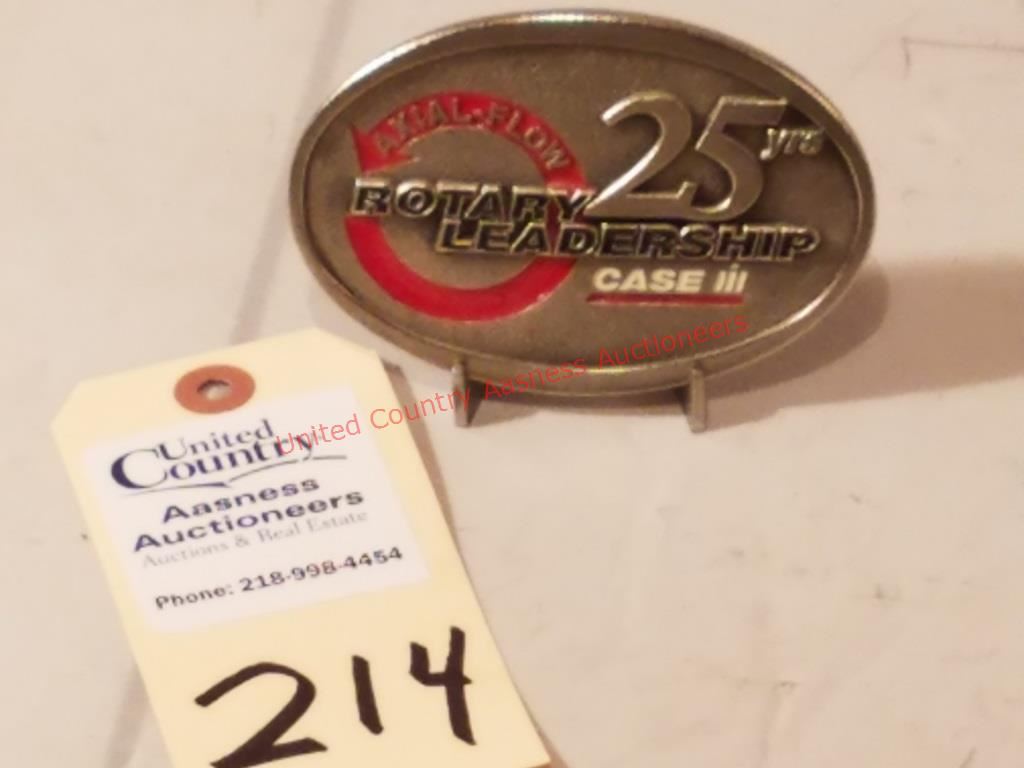 AXIAL-FLOW
25 yrs
ROTARY
LEADERSHIP
CASE IH
United Country Aasness Auctioneers
United
Country
Aasness
Auctioneers
Auctions & Real Estate
Phone: 218-998-4454
214